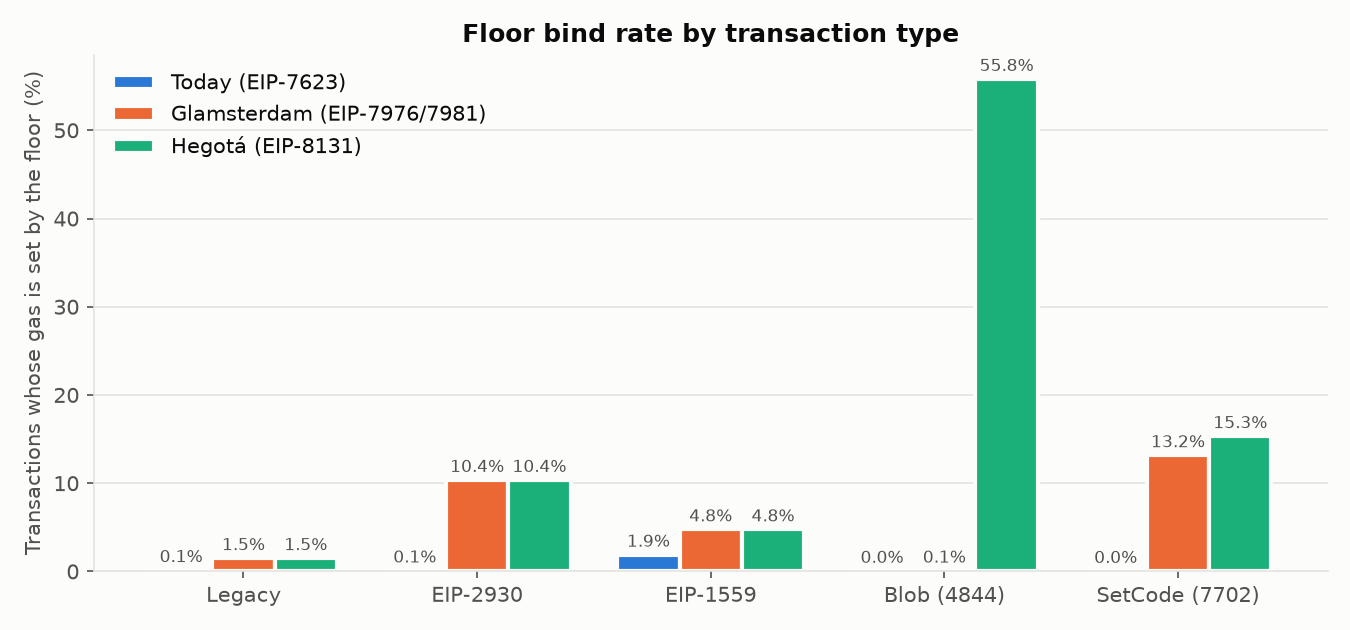 Floor bind rate by transaction type
Today (EIP-7623)
Glamsterdam (EIP-7976/7981)
Hegotá (EIP-8131)
Transactions whose gas is set by the floor (%)
50
40
30
20
10
0
0.1% 1.5% 1.5%
0.1% 10.4% 10.4%
1.9% 4.8% 4.8%
0.0% 0.1% 55.8%
0.0% 13.2% 15.3%
Legacy EIP-2930 EIP-1559 Blob (4844) SetCode (7702)